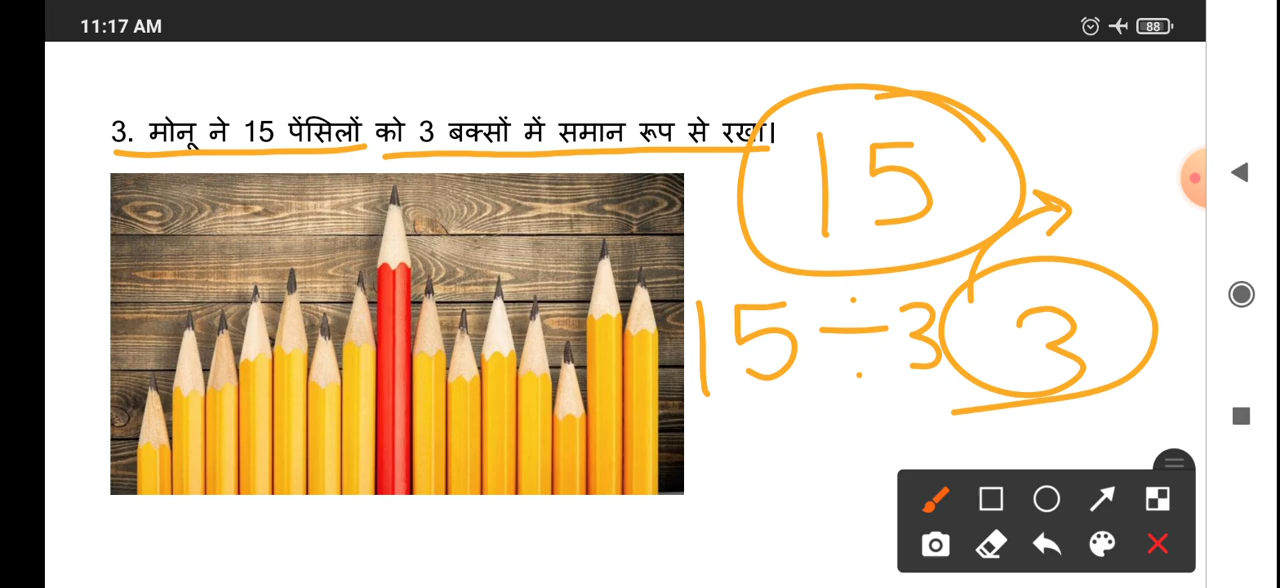 11:17 AM
88
3. मोनू ने 15 पेंसिलों को 3 बक्सों में समान रूप से रखा।
15
15 ÷ 3
3